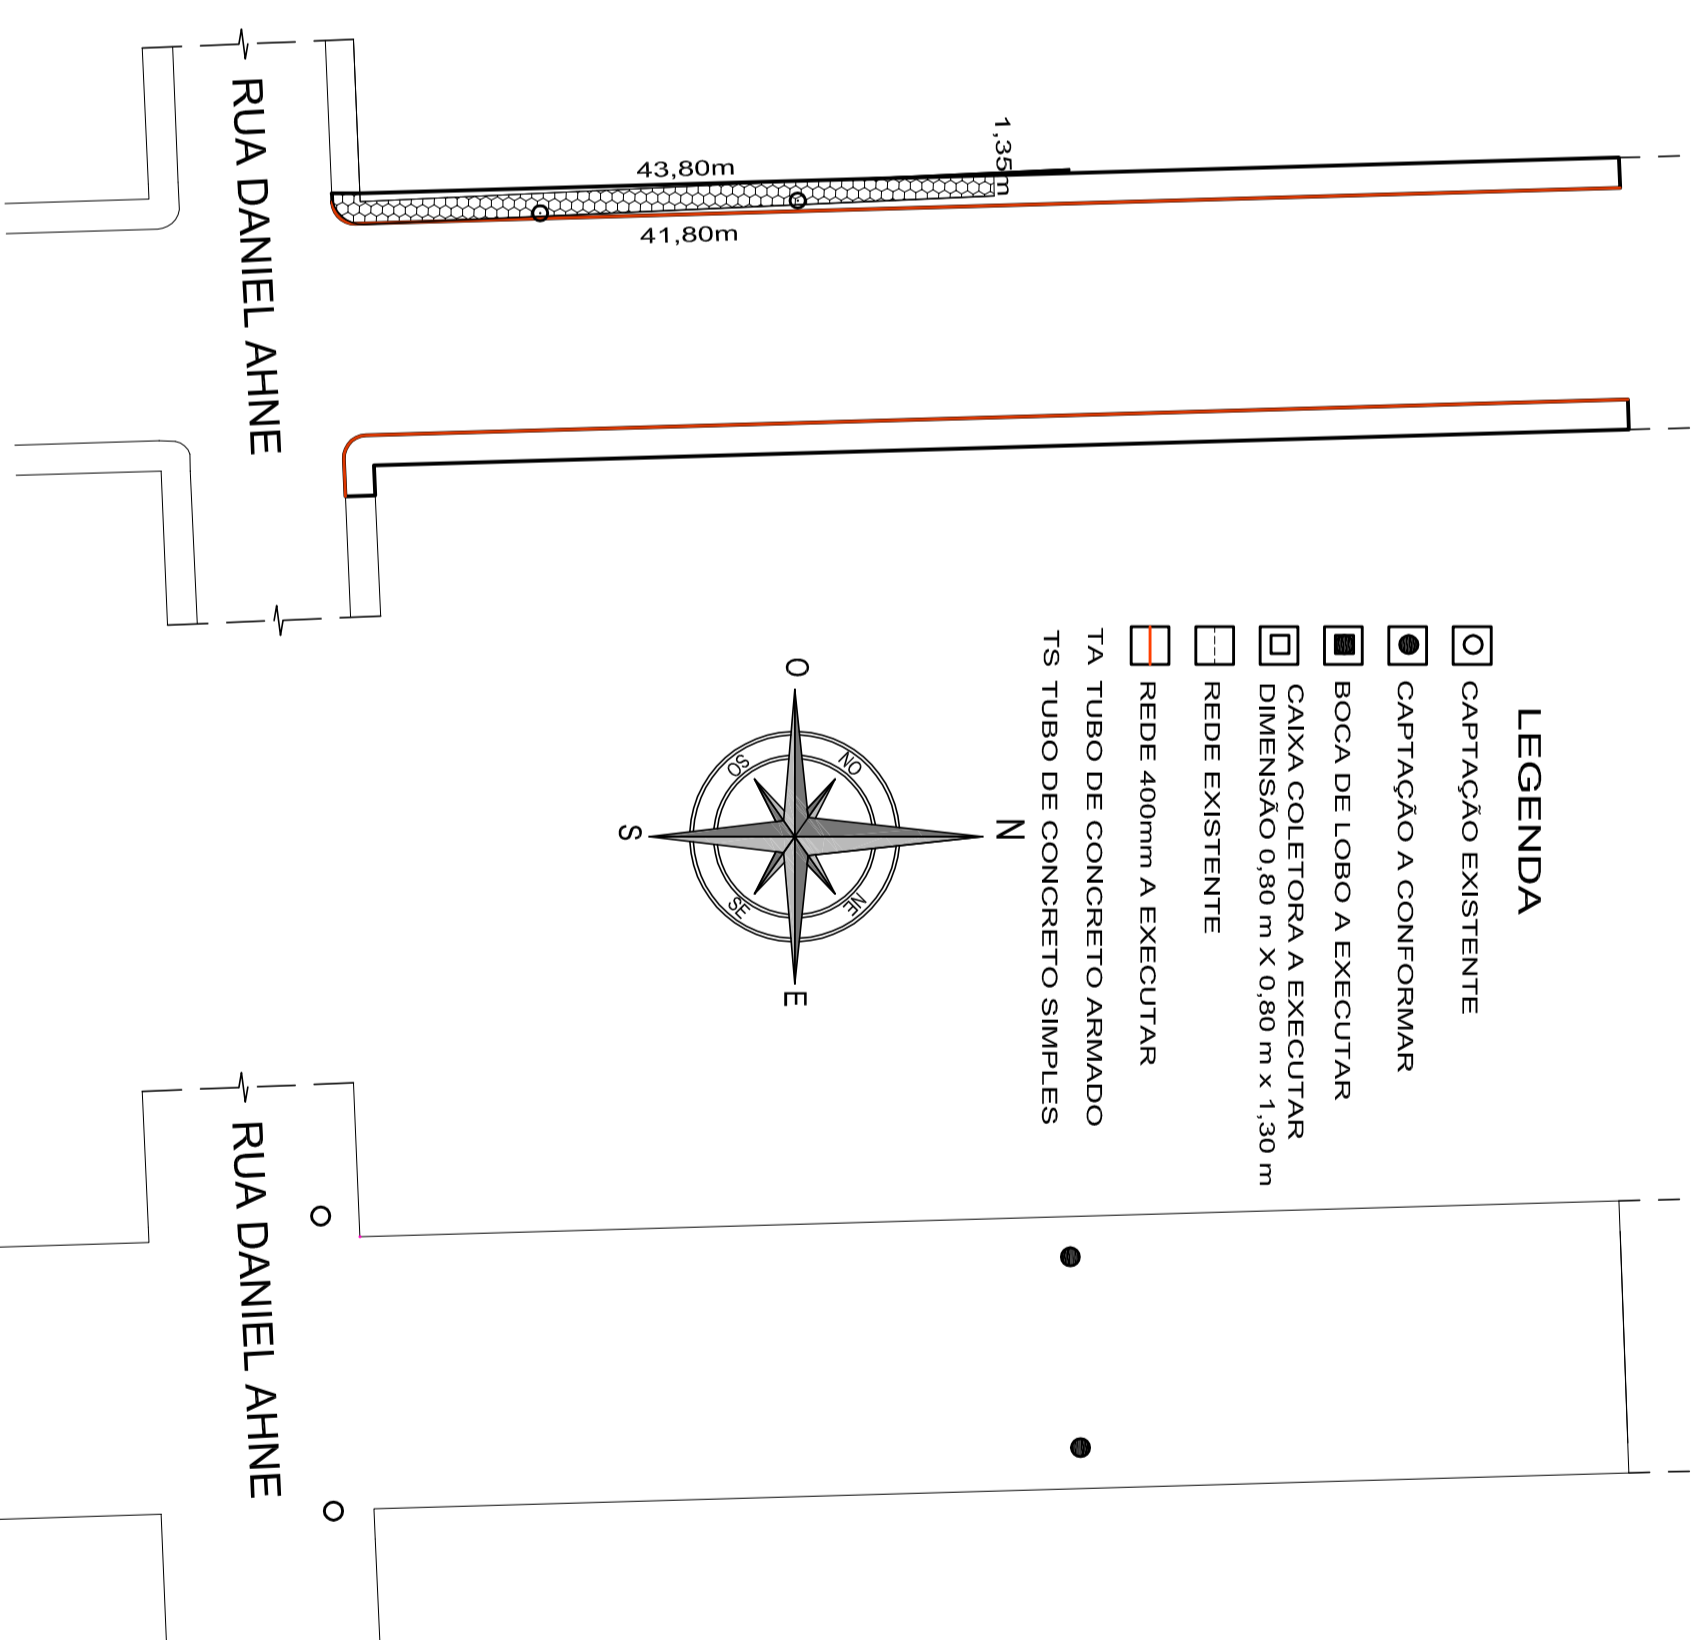 RUA DANIEL AHNE
43,80m
1,35m
41,80m
LEGENDA
CAPTAÇÃO EXISTENTE
CAPTAÇÃO A CONFORMAR
BOCA DE LOBO A EXECUTAR
CAIXA COLETORA A EXECUTAR
DIMENSÃO 0,80 m X 0,80 m x 1,30 m
REDE EXISTENTE
REDE 400mm A EXECUTAR
TA TUBO DE CONCRETO ARMADO
TS TUBO DE CONCRETO SIMPLES
N
NO
NE
O
E
OS
SE
S
RUA DANIEL AHNE